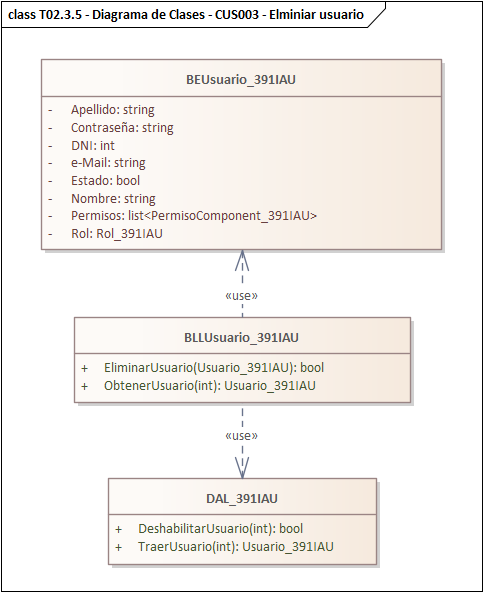 class T02.3.5 - Diagrama de Clases - CUS003 - Elminiar usuario
BEUsuario_391IAU
- Apellido: string
- Contraseña: string
- DNI: int
- e-Mail: string
- Estado: bool
- Nombre: string
- Permisos: list<PermisoComponent_391IAU>
- Rol: Rol_391IAU
«use»
BLLUsuario_391IAU
+ EliminarUsuario(Usuario_391IAU): bool
+ ObtenerUsuario(int): Usuario_391IAU
«use»
DAL_391IAU
+ DeshabilitarUsuario(int): bool
+ TraerUsuario(int): Usuario_391IAU